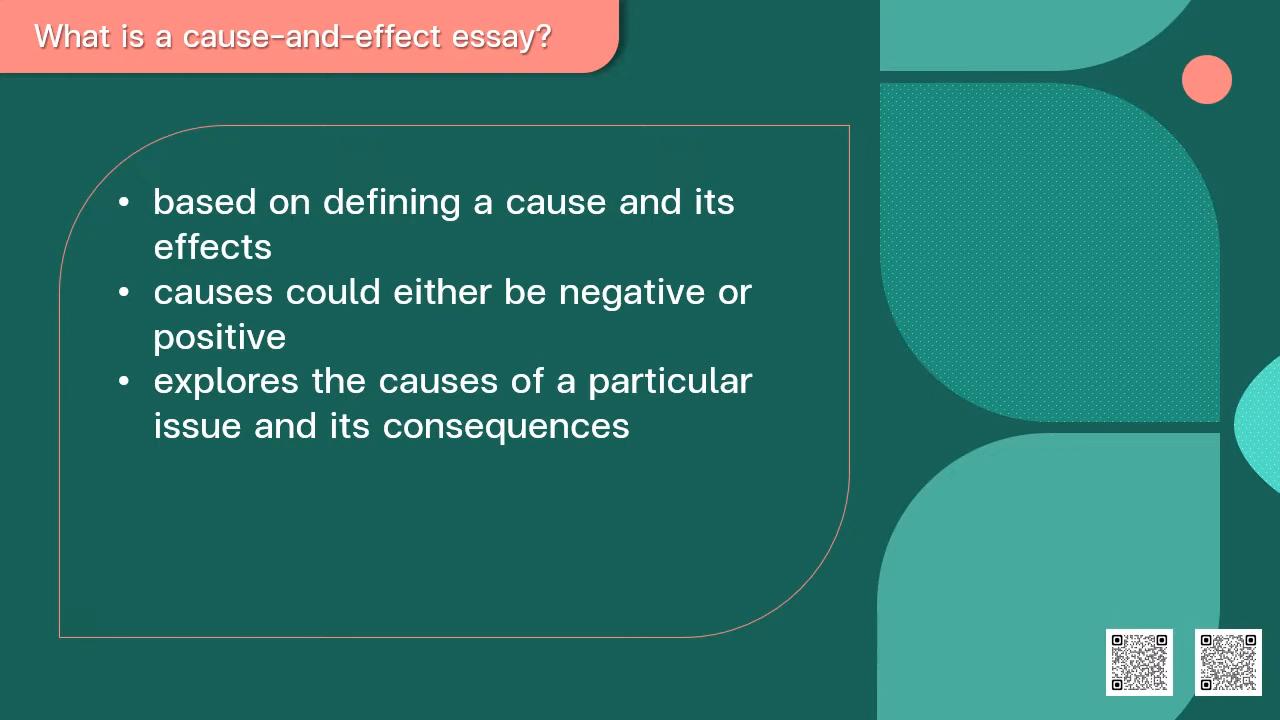 What is a cause-and-effect essay?
• based on defining a cause and its
effects
• causes could either be negative or
positive
• explores the causes of a particular
issue and its consequences